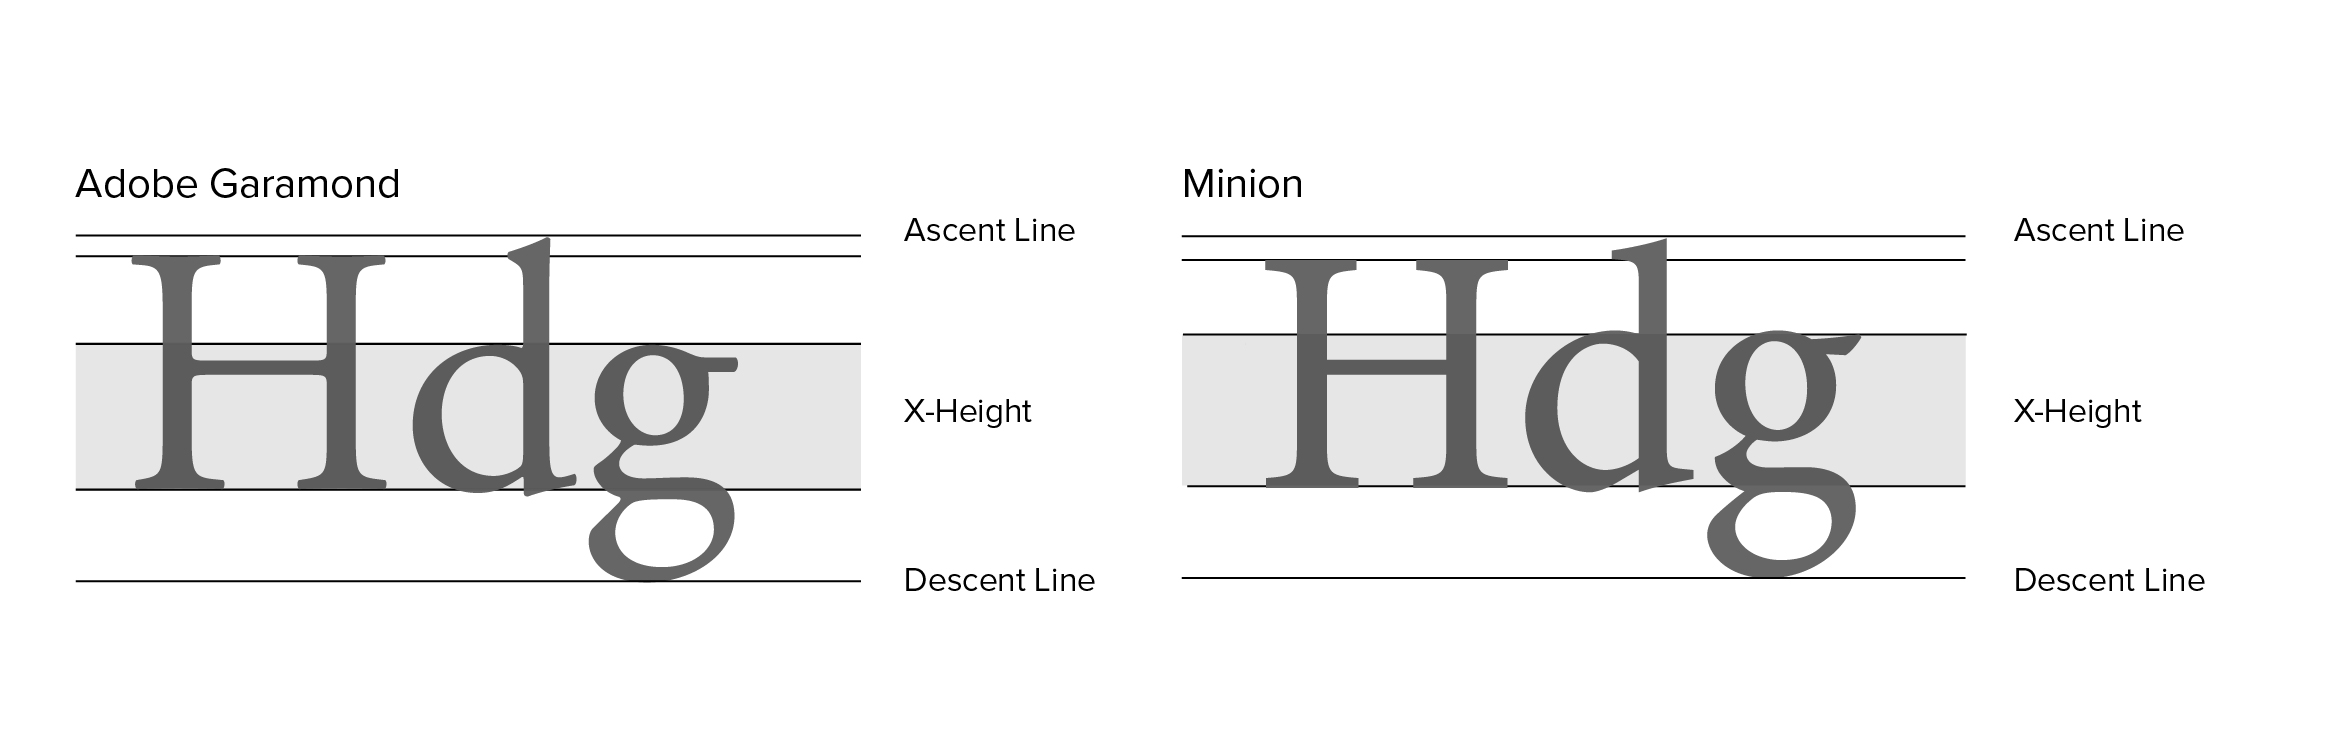 Adobe Garamond
Ascent Line
Hdg
X-Height
Descent Line
Minion
Ascent Line
Hdg
X-Height
Descent Line